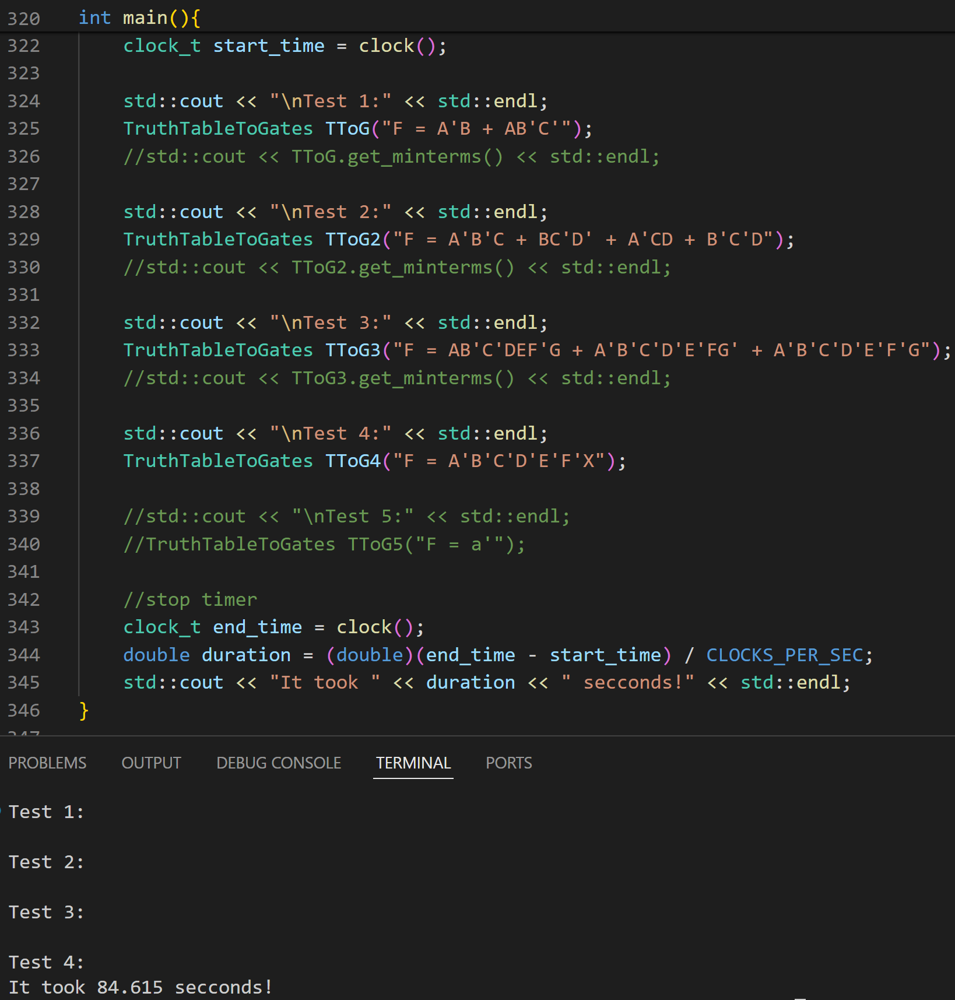 320 int main(){
322 clock_t start_time = clock();
323
324 std::cout << "\nTest 1:" << std::endl;
325 TruthTableToGates TToG("F = A'B + AB'C'");
326 //std::cout << TToG.get_minterms() << std::endl;
327
328 std::cout << "\nTest 2:" << std::endl;
329 TruthTableToGates TToG2("F = A'B'C + BC'D' + A'CD + B'C'D");
330 //std::cout << TToG2.get_minterms() << std::endl;
331
332 std::cout << "\nTest 3:" << std::endl;
333 TruthTableToGates TToG3("F = AB'C'DEF'G + A'B'C'D'E'FG' + A'B'C'D'E'F'G");
334 //std::cout << TToG3.get_minterms() << std::endl;
335
336 std::cout << "\nTest 4:" << std::endl;
337 TruthTableToGates TToG4("F = A'B'C'D'E'F'X");
338
339 //std::cout << "\nTest 5:" << std::endl;
340 //TruthTableToGates TToG5("F = a'");
341
342 //stop timer
343 clock_t end_time = clock();
344 double duration = (double)(end_time - start_time) / CLOCKS_PER_SEC;
345 std::cout << "It took " << duration << " secconds!" << std::endl;
346 }
347
PROBLEMS OUTPUT DEBUG CONSOLE TERMINAL PORTS
Test 1:
Test 2:
Test 3:
Test 4:
It took 84.615 secconds!